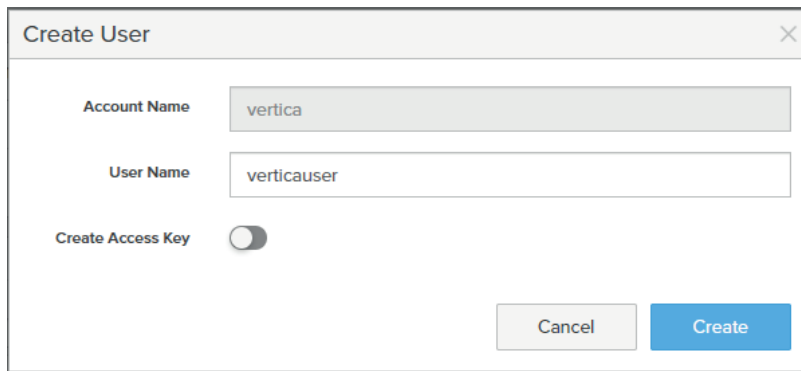 Create User
Account Name vertica
User Name verticauser
Create Access Key
Cancel Create